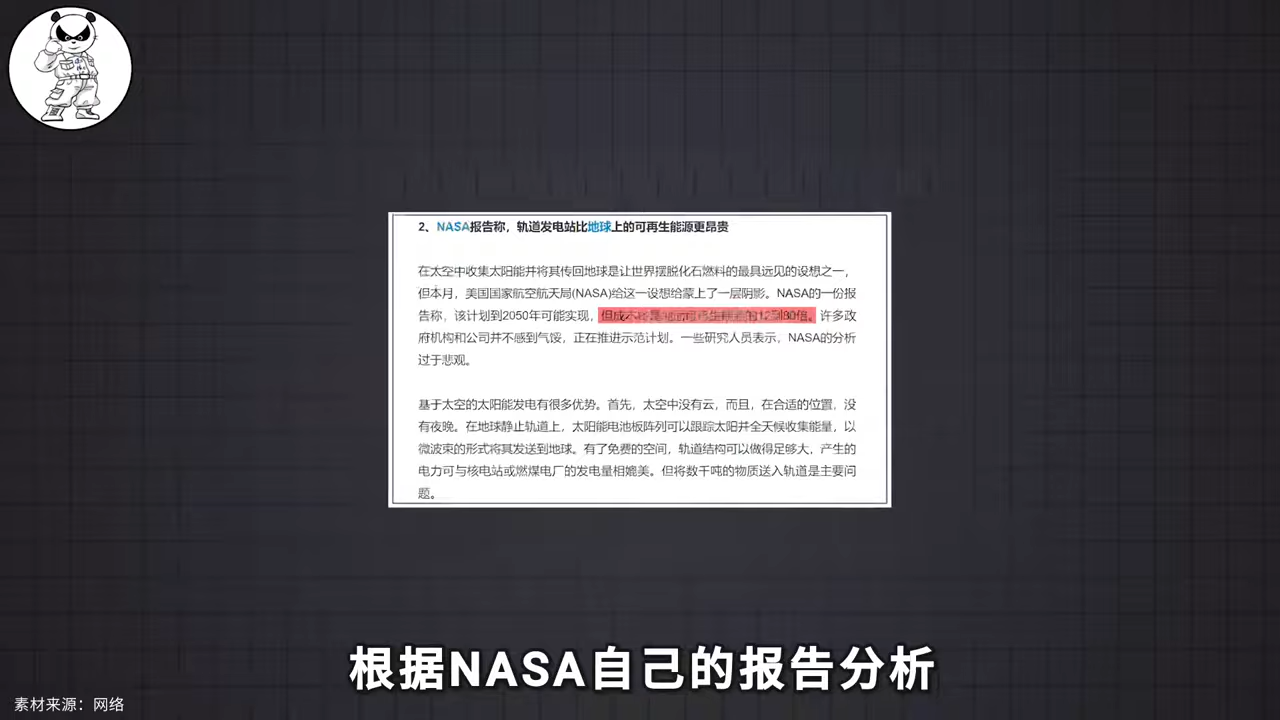 2、NASA报告称，轨道发电站比地球上的可再生能源更昂贵
在太空中收集太阳能并将其传回地球是让世界摆脱化石燃料的最具远见的设想之一，
但本月，美国国家航空航天局(NASA)给这一设想给蒙上了一层阴影。NASA的一份报
告称，该计划到2050年可能实现，但成本将是地面可再生能源的12到80倍。许多政
府机构和公司并不感到气馁，正在推进示范计划。一些研究人员表示，NASA的分析
过于悲观。
基于太空的太阳能发电有很多优势。首先，太空中没有云，而且，在合适的位置，没
有夜晚。在地球静止轨道上，太阳能电池板阵列可以跟踪太阳并全天候收集能量，以
微波束的形式将其发送到地球。有了免费的空间，轨道结构可以做得足够大，产生的
电力可与核电站或燃煤电厂的发电量相媲美。但将数千吨的物质送入轨道是主要问
题。
根据NASA自己的报告分析
素材来源：网络